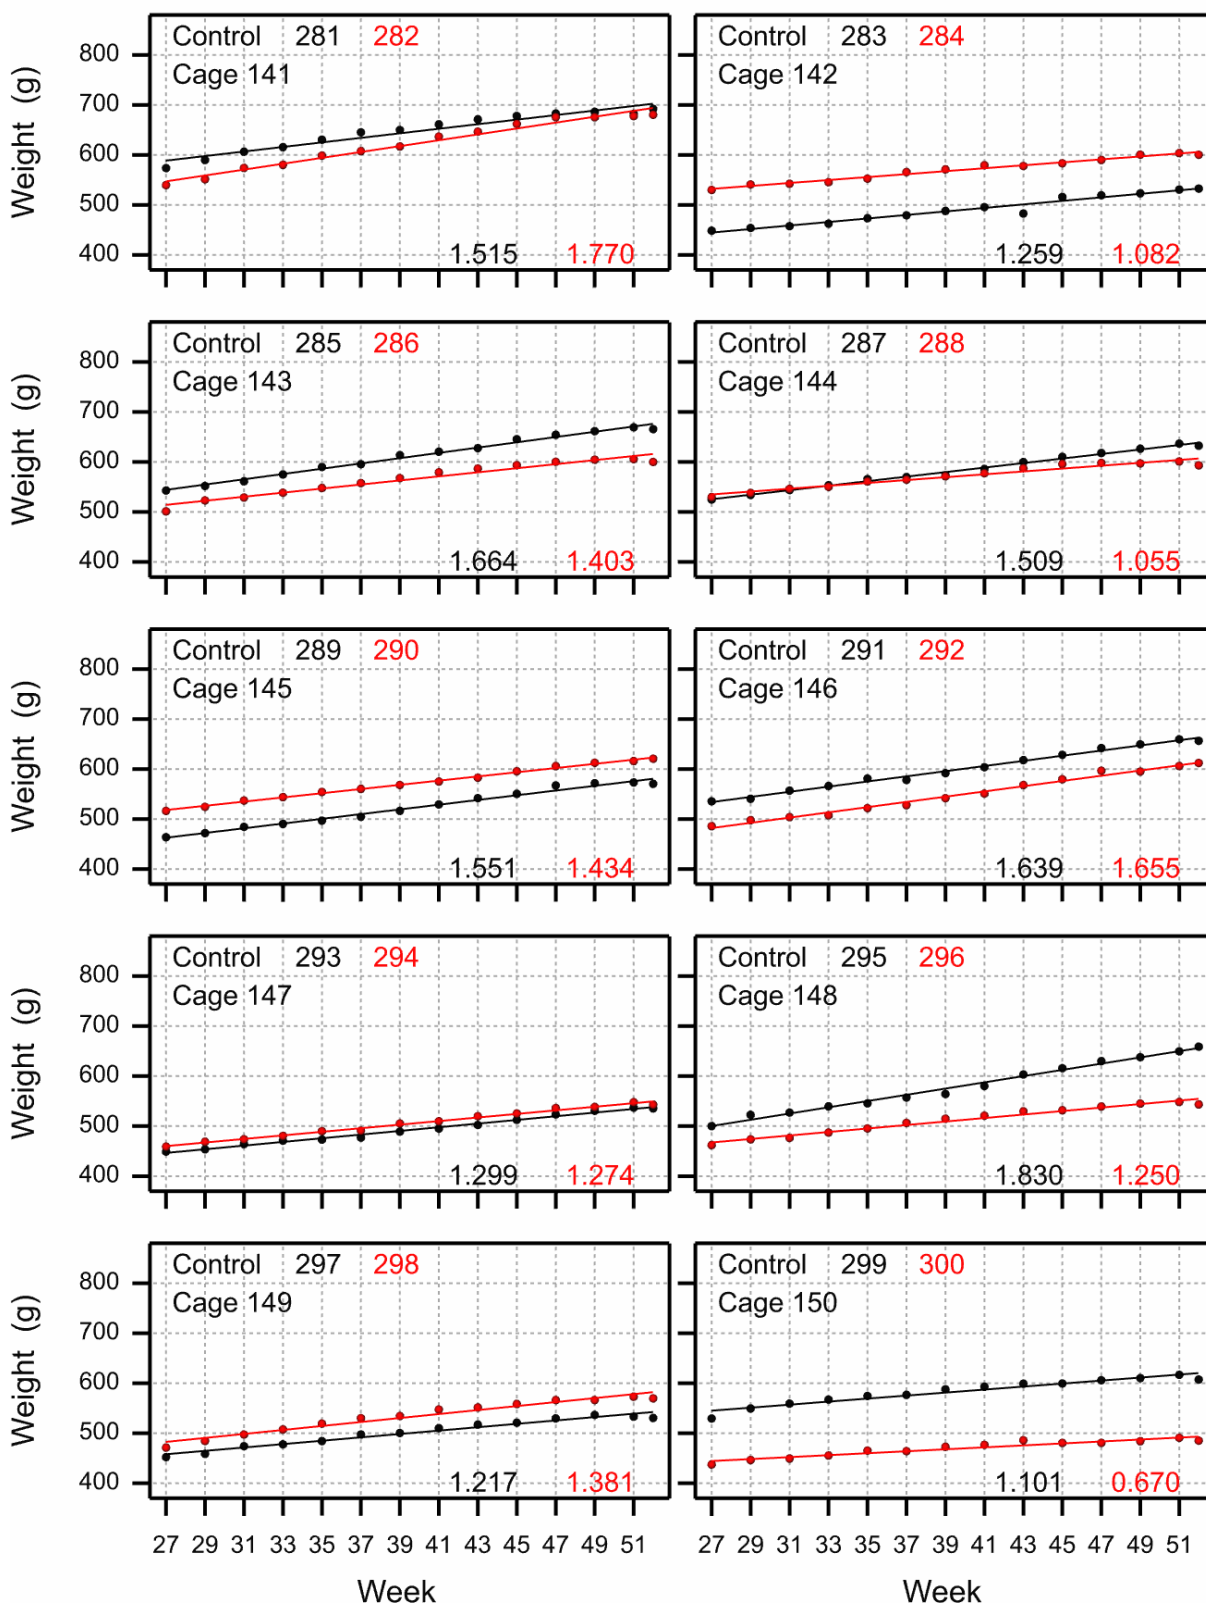 Control 281 282
Cage 141
Weight (g)
800
700
600
500
400
1.515 1.770
Control 283 284
Cage 142
1.259 1.082
Control 285 286
Cage 143
Weight (g)
800
700
600
500
400
1.664 1.403
Control 287 288
Cage 144
1.509 1.055
Control 289 290
Cage 145
Weight (g)
800
700
600
500
400
1.551 1.434
Control 291 292
Cage 146
1.639 1.655
Control 293 294
Cage 147
Weight (g)
800
700
600
500
400
1.299 1.274
Control 295 296
Cage 148
1.830 1.250
Control 297 298
Cage 149
Weight (g)
800
700
600
500
400
1.217 1.381
Control 299 300
Cage 150
1.101 0.670
27 29 31 33 35 37 39 41 43 45 47 49 51
27 29 31 33 35 37 39 41 43 45 47 49 51
Week
Week